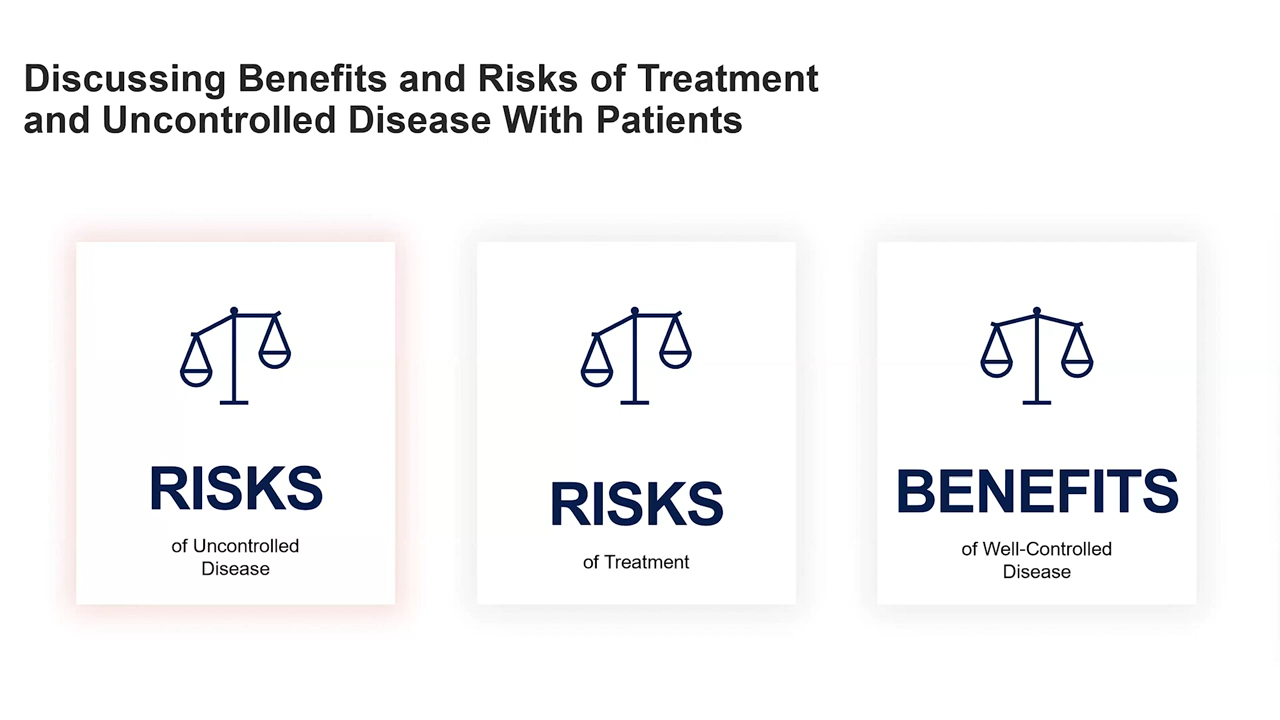 Discussing Benefits and Risks of Treatment
and Uncontrolled Disease With Patients
RISKS
of Uncontrolled
Disease
RISKS
of Treatment
BENEFITS
of Well-Controlled
Disease